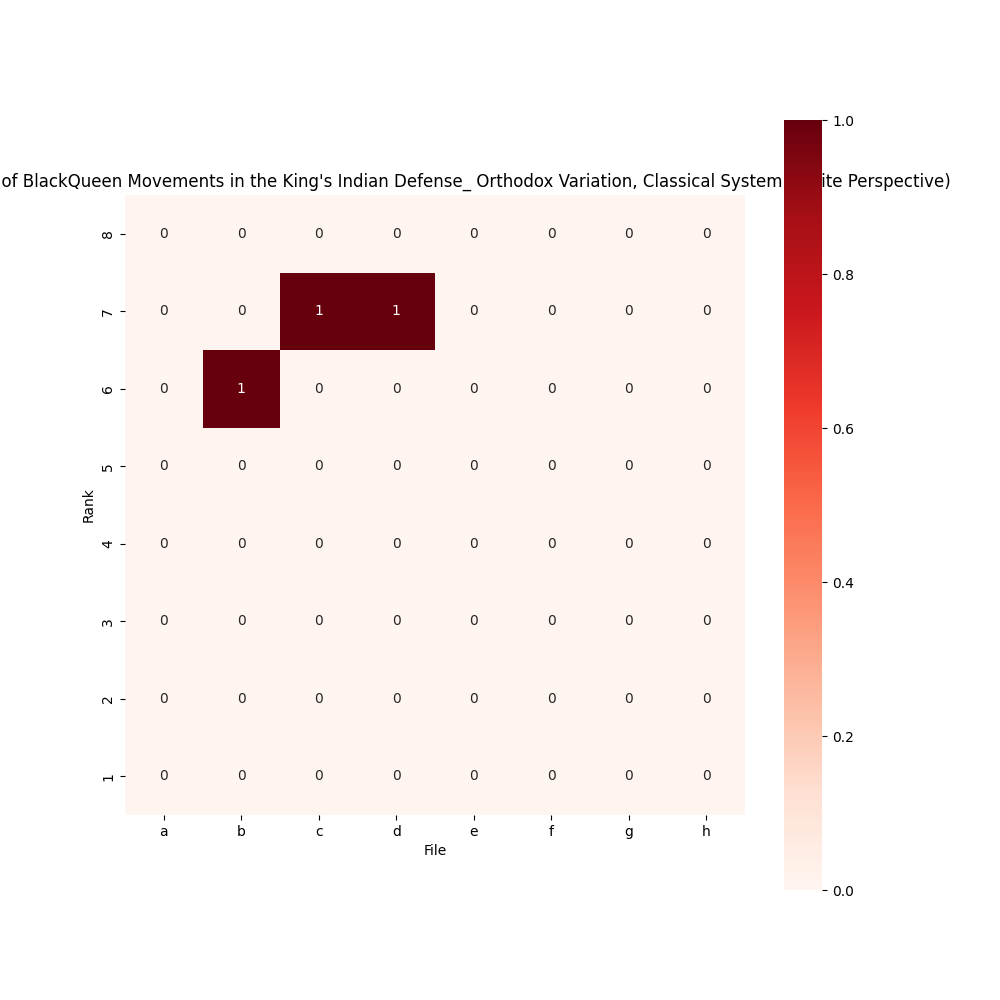 of BlackQueen Movements in the King's Indian Defense_ Orthodox Variation, Classical System ite Perspective)
8 0 0 0 0 0 0 0 0
7 0 0 1 1 0 0 0 0
6 0 1 0 0 0 0 0 0
5 0 0 0 0 0 0 0 0
4 0 0 0 0 0 0 0 0
3 0 0 0 0 0 0 0 0
2 0 0 0 0 0 0 0 0
1 0 0 0 0 0 0 0 0
a b c d e f g h
Rank
File
1.0
0.8
0.6
0.4
0.2
0.0